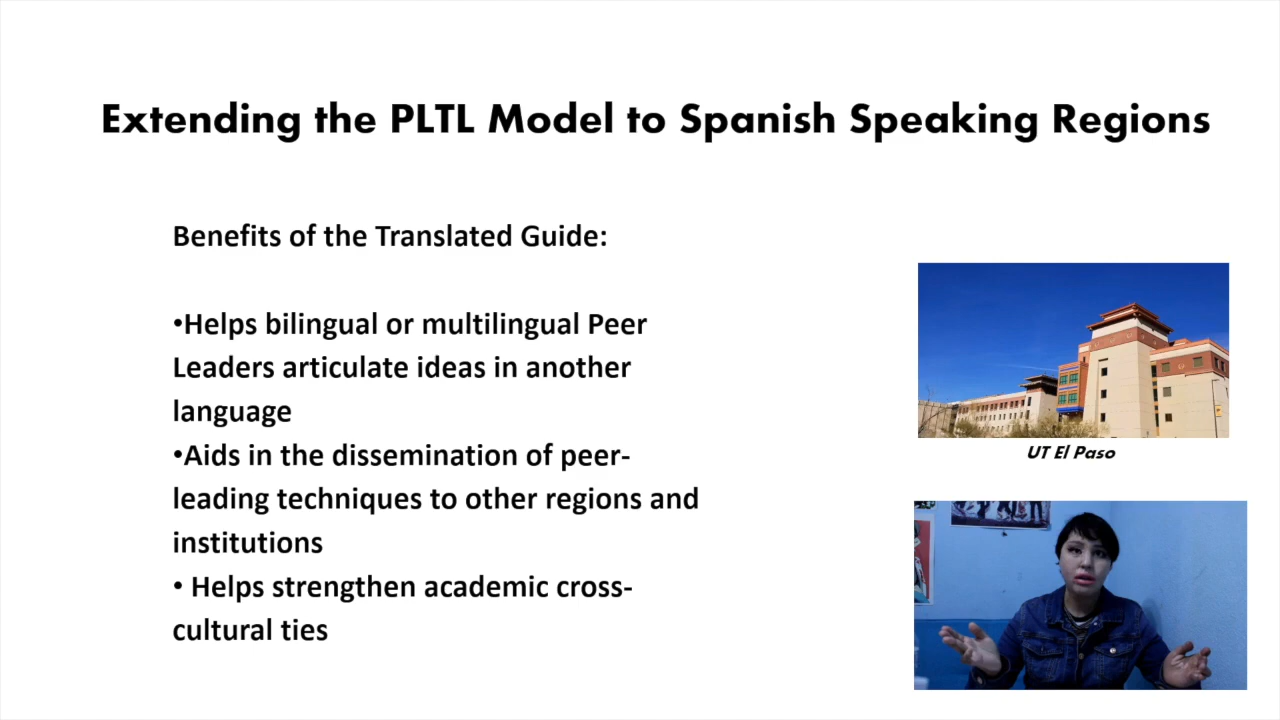 Extending the PLTL Model to Spanish Speaking Regions
Benefits of the Translated Guide:
•Helps bilingual or multilingual Peer
Leaders articulate ideas in another
language
•Aids in the dissemination of peer-
leading techniques to other regions and
institutions
• Helps strengthen academic cross-
cultural ties
UT El Paso